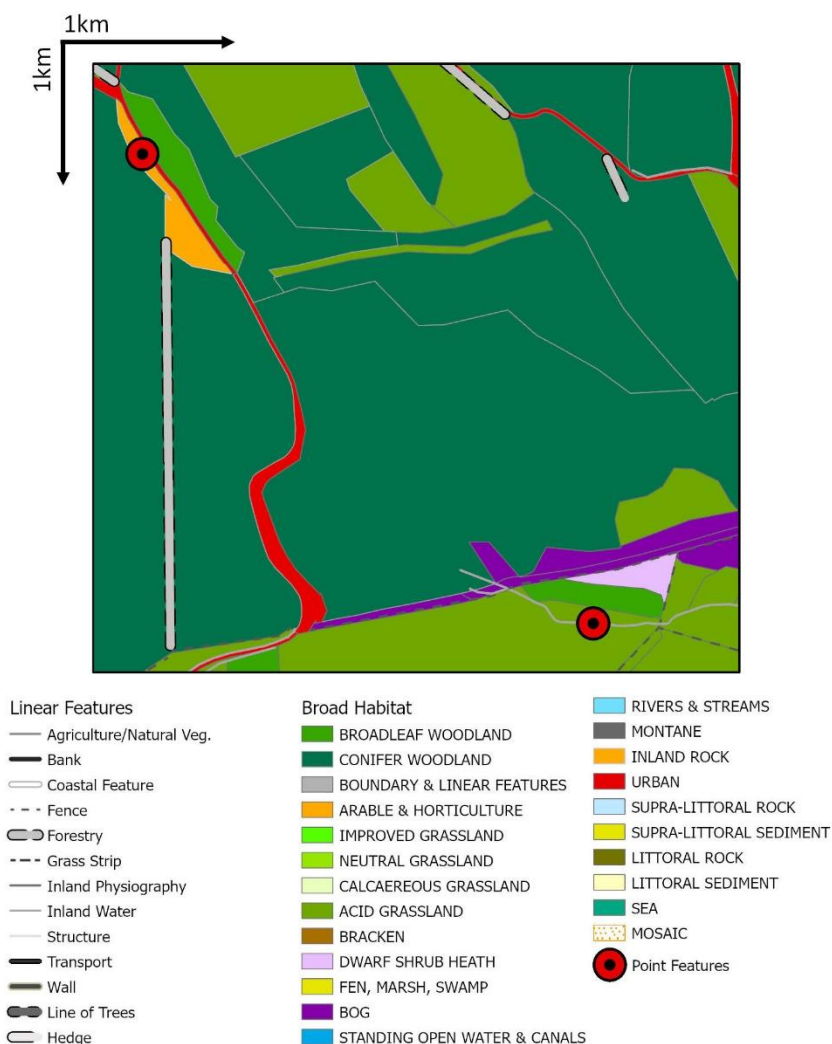 1km
1km
Linear Features
Agriculture/Natural Veg.
Bank
Coastal Feature
Fence
Forestry
Grass Strip
Inland Physiography
Inland Water
Structure
Transport
Wall
Line of Trees
Hedge
Broad Habitat
BROADLEAF WOODLAND
CONIFER WOODLAND
BOUNDARY & LINEAR FEATURES
ARABLE & HORTICULTURE
IMPROVED GRASSLAND
NEUTRAL GRASSLAND
CALCAEREOUS GRASSLAND
ACID GRASSLAND
BRACKEN
DWARF SHRUB HEATH
FEN, MARSH, SWAMP
BOG
STANDING OPEN WATER & CANALS
RIVERS & STREAMS
MONTANE
INLAND ROCK
URBAN
SUPRA-LITTORAL ROCK
SUPRA-LITTORAL SEDIMENT
LITTORAL ROCK
LITTORAL SEDIMENT
SEA
MOSAIC
Point Features